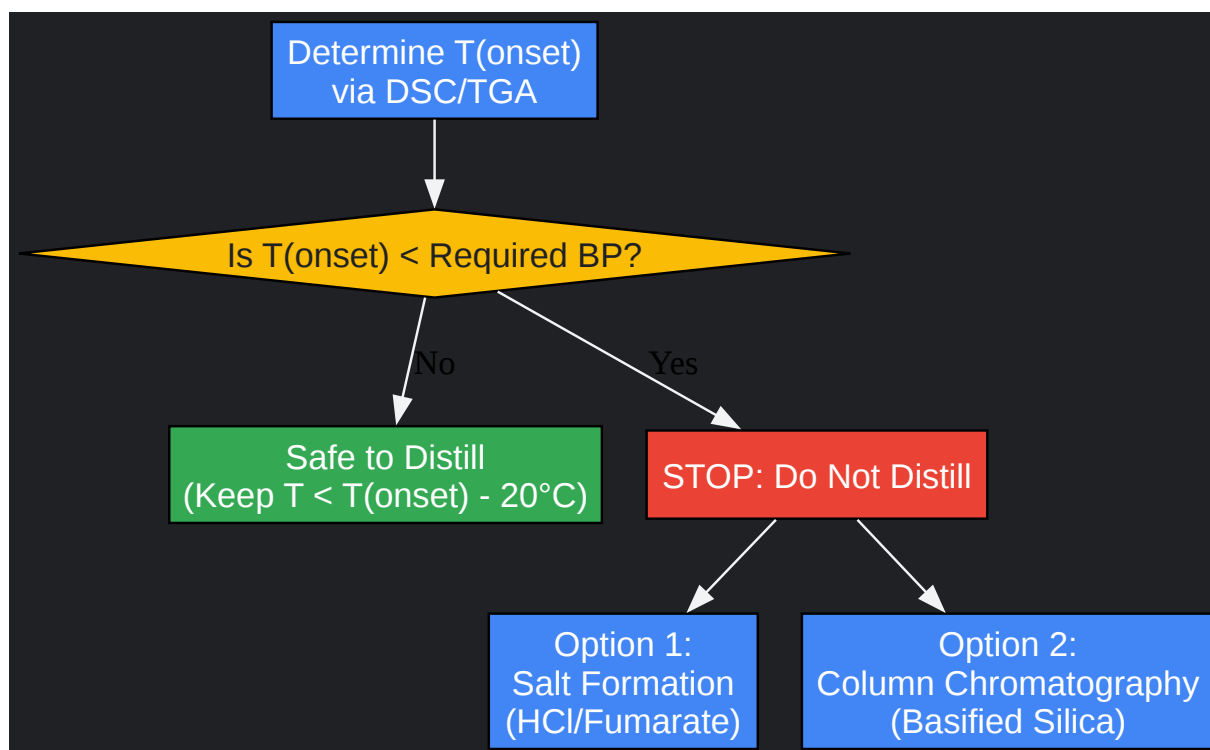 Determine T(onset)
via DSC/TGA
Is T(onset) < Required BP?
No
Yes
Safe to Distill
(Keep T < T(onset) - 20°C)
STOP: Do Not Distill
Option 1:
Salt Formation
(HCl/Fumarate)
Option 2:
Column Chromatography
(Basified Silica)